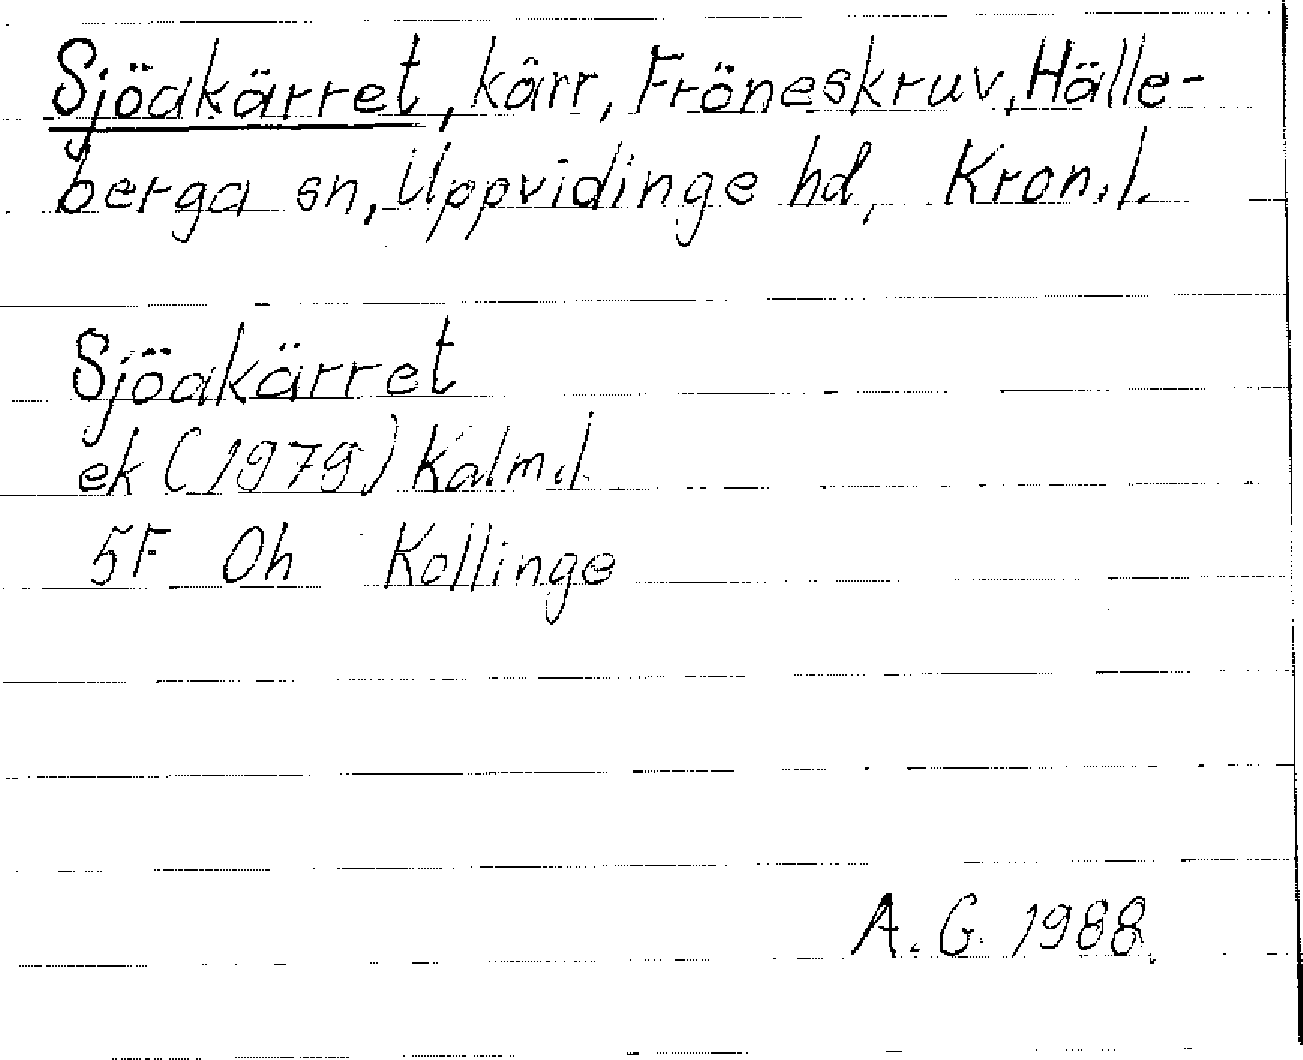 Sjöakärret, kärr, Fröneskruv, Hälle-
berga sn, Uppvidinge hd, Kron.l.
Sjöakärret
ek (1979) Kalm.l.
5F 0h Kollinge
A.G. 1988.